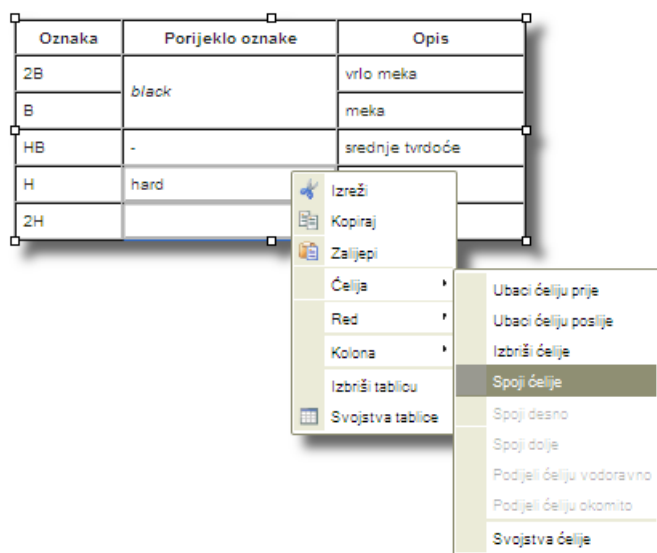 Oznaka Porijeklo oznake Opis
2B black vrlo meka
B meka
HB - srednje tvrdoće
H hard
2H
Izreži
Kopiraj
Zalijepi
Ćelija
Red
Kolona
Izbriši tablicu
Svojstva tablice
Ubaci ćeliju prije
Ubaci ćeliju poslije
Izbriši ćelije
Spoji ćelije
Spoji desno
Spoji dolje
Podijeli ćeliju vodoravno
Podijeli ćeliju okomito
Svojstva ćelije